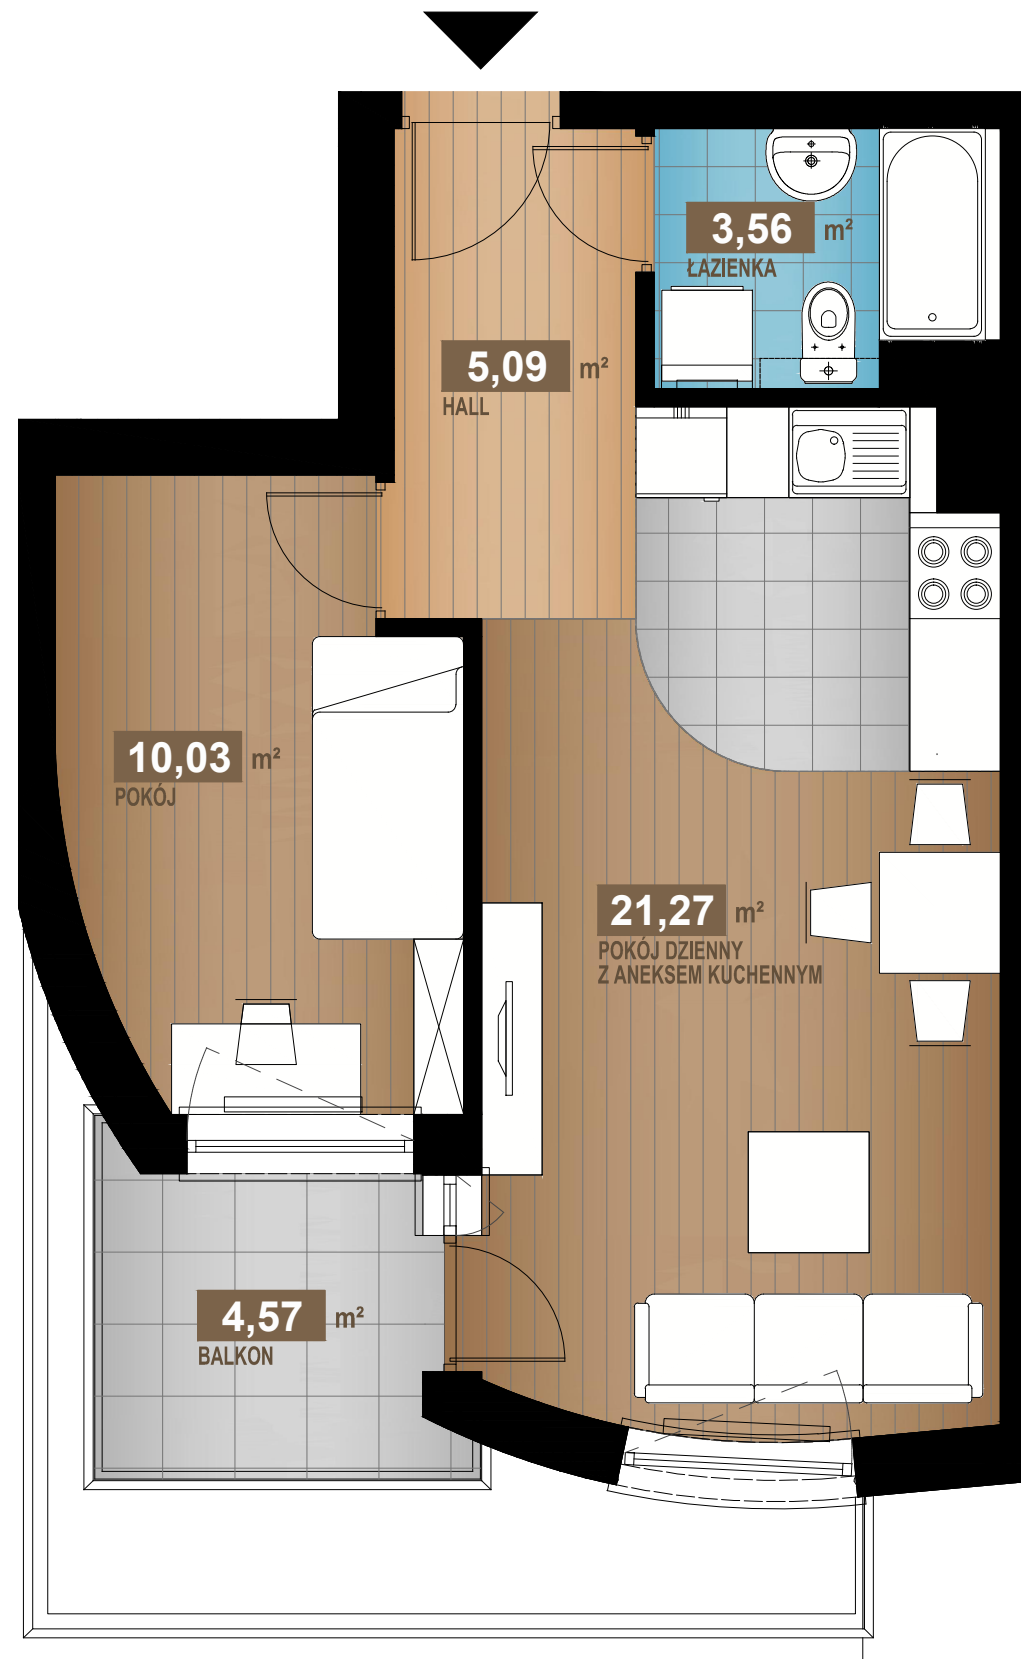 3,56 m²
ŁAZIENKA
5,09 m²
HALL
10,03 m²
POKÓJ
21,27 m²
POKÓJ DZIENNY
Z ANEKSEM KUCHENNYM
4,57 m²
BALKON